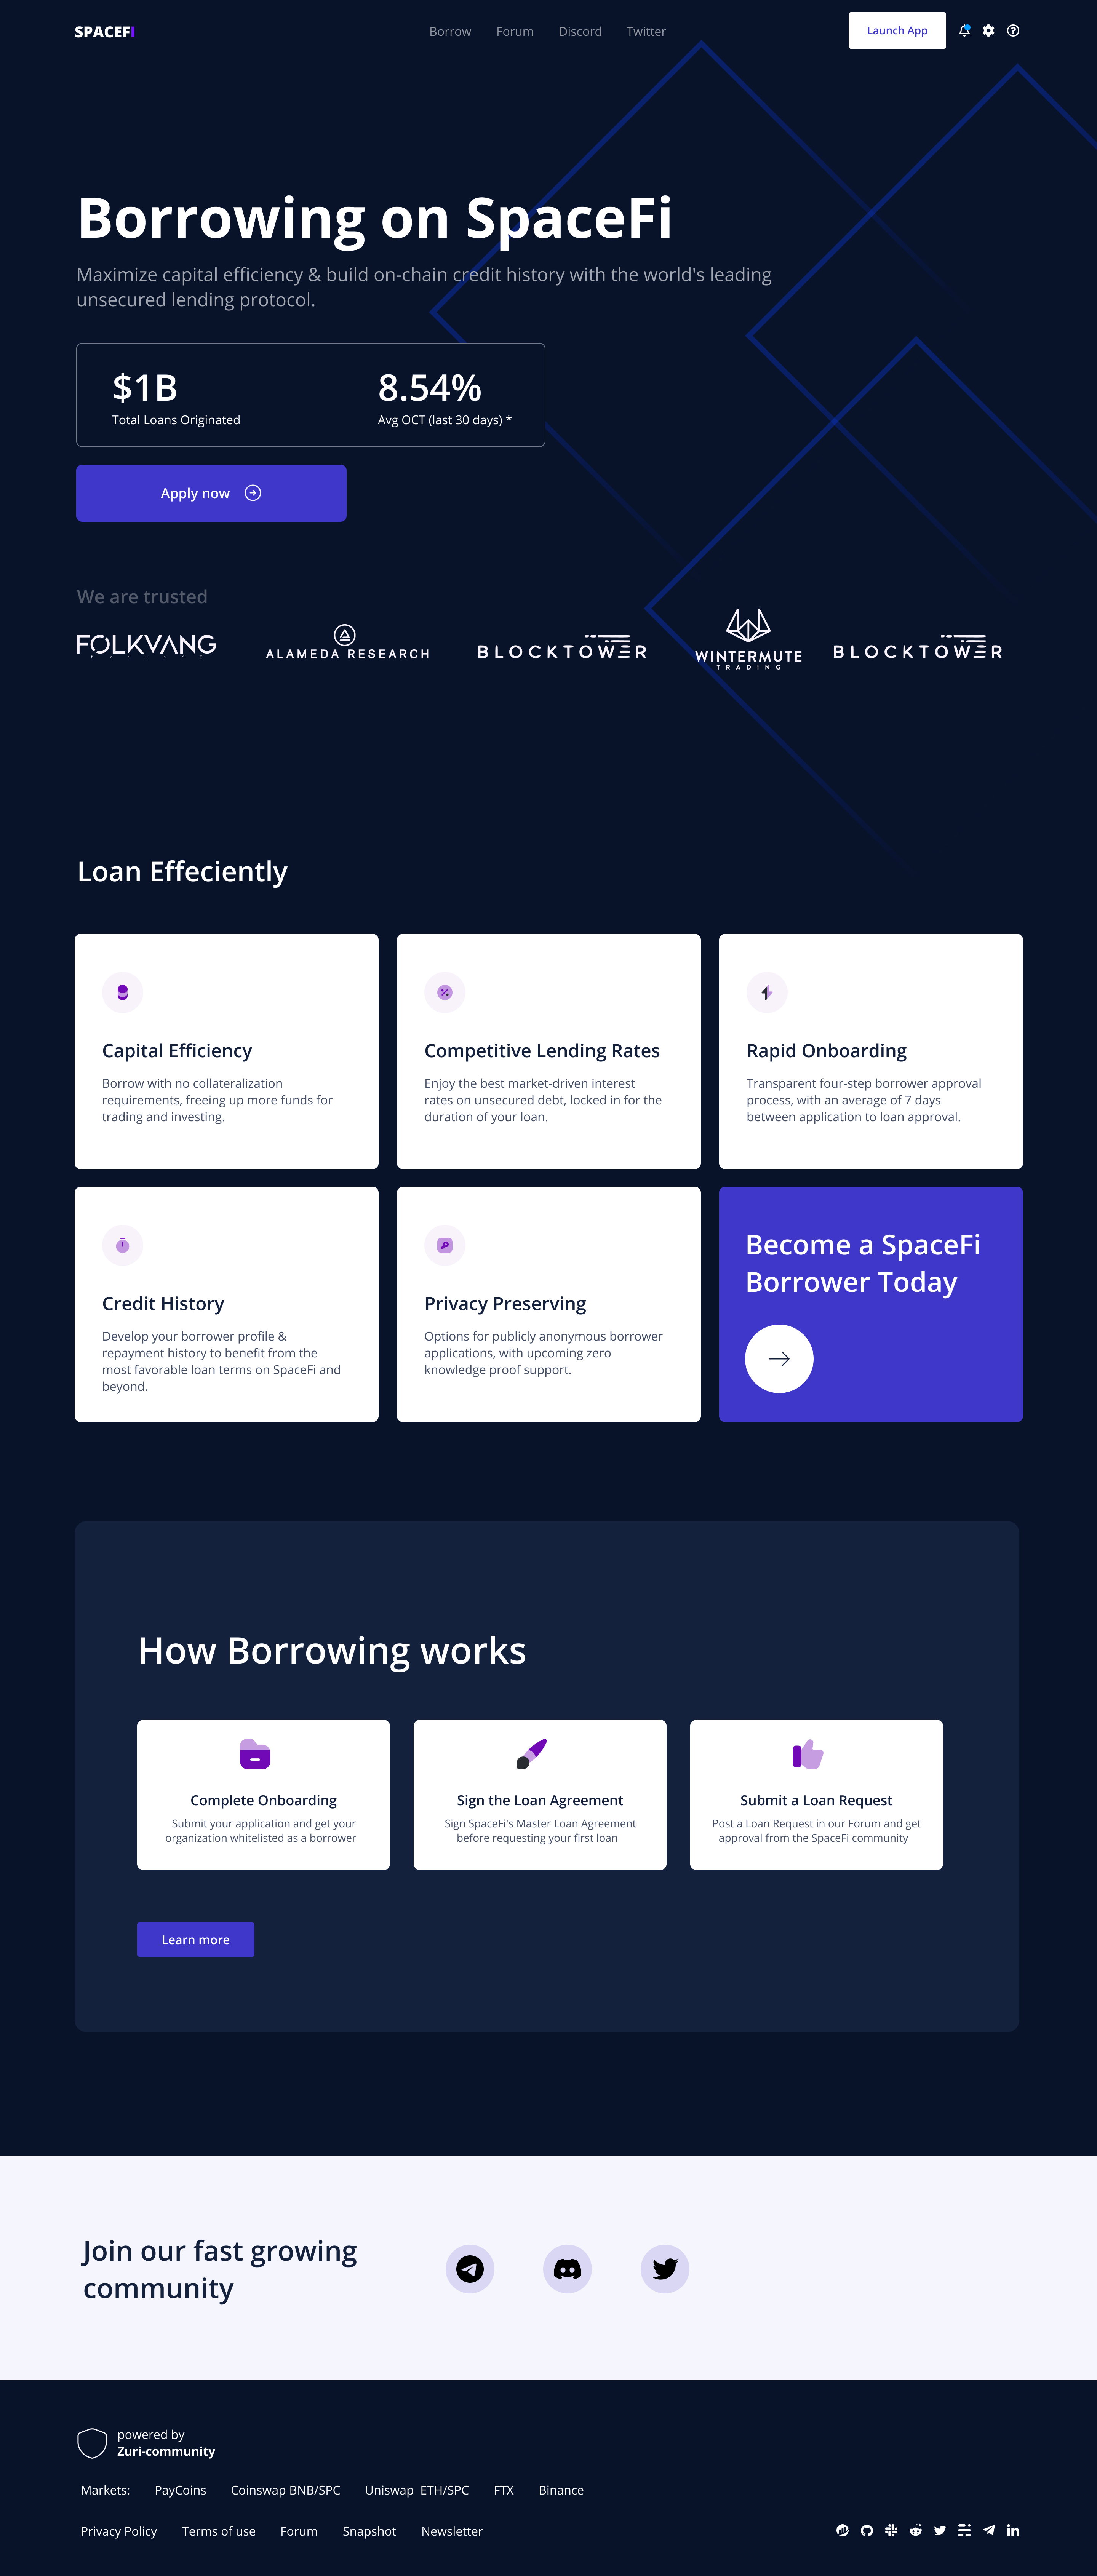 SPACEFI
Borrow Forum Discord Twitter
Launch App
Borrowing on SpaceFi
Maximize capital efficiency & build on-chain credit history with the world's leading
unsecured lending protocol.
$1B
Total Loans Originated
8.54%
Avg OCT (last 30 days) *
Apply now
We are trusted
FOLKVANG
ALAMEDA RESEARCH
BLOCKTOWER
WINTERMUTE
TRADING
BLOCKTOWER
Loan Effeciently
Capital Efficiency
Borrow with no collateralization
requirements, freeing up more funds for
trading and investing.
Competitive Lending Rates
Enjoy the best market-driven interest
rates on unsecured debt, locked in for the
duration of your loan.
Rapid Onboarding
Transparent four-step borrower approval
process, with an average of 7 days
between application to loan approval.
Credit History
Develop your borrower profile &
repayment history to benefit from the
most favorable loan terms on SpaceFi and
beyond.
Privacy Preserving
Options for publicly anonymous borrower
applications, with upcoming zero
knowledge proof support.
Become a SpaceFi
Borrower Today
How Borrowing works
Complete Onboarding
Submit your application and get your
organization whitelisted as a borrower
Sign the Loan Agreement
Sign SpaceFi's Master Loan Agreement
before requesting your first loan
Submit a Loan Request
Post a Loan Request in our Forum and get
approval from the SpaceFi community
Learn more
Join our fast growing
community
powered by
Zuri-community
Markets: PayCoins Coinswap BNB/SPC Uniswap ETH/SPC FTX Binance
Privacy Policy Terms of use Forum Snapshot Newsletter